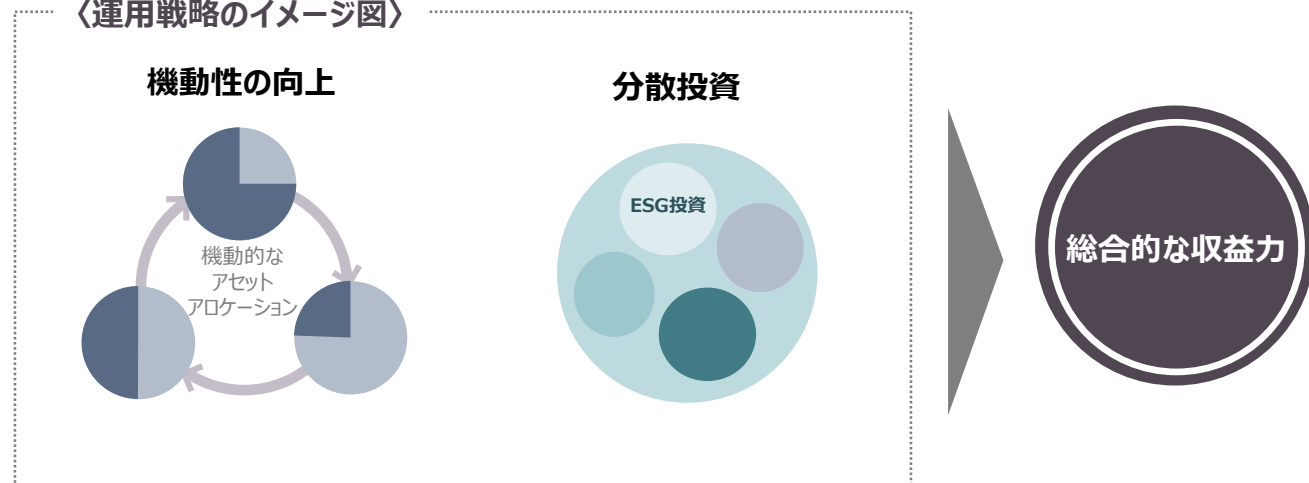 〈運用戦略のイメージ図〉
機動性の向上
機動的な
アセット
アロケーション
分散投資
ESG投資
総合的な収益力